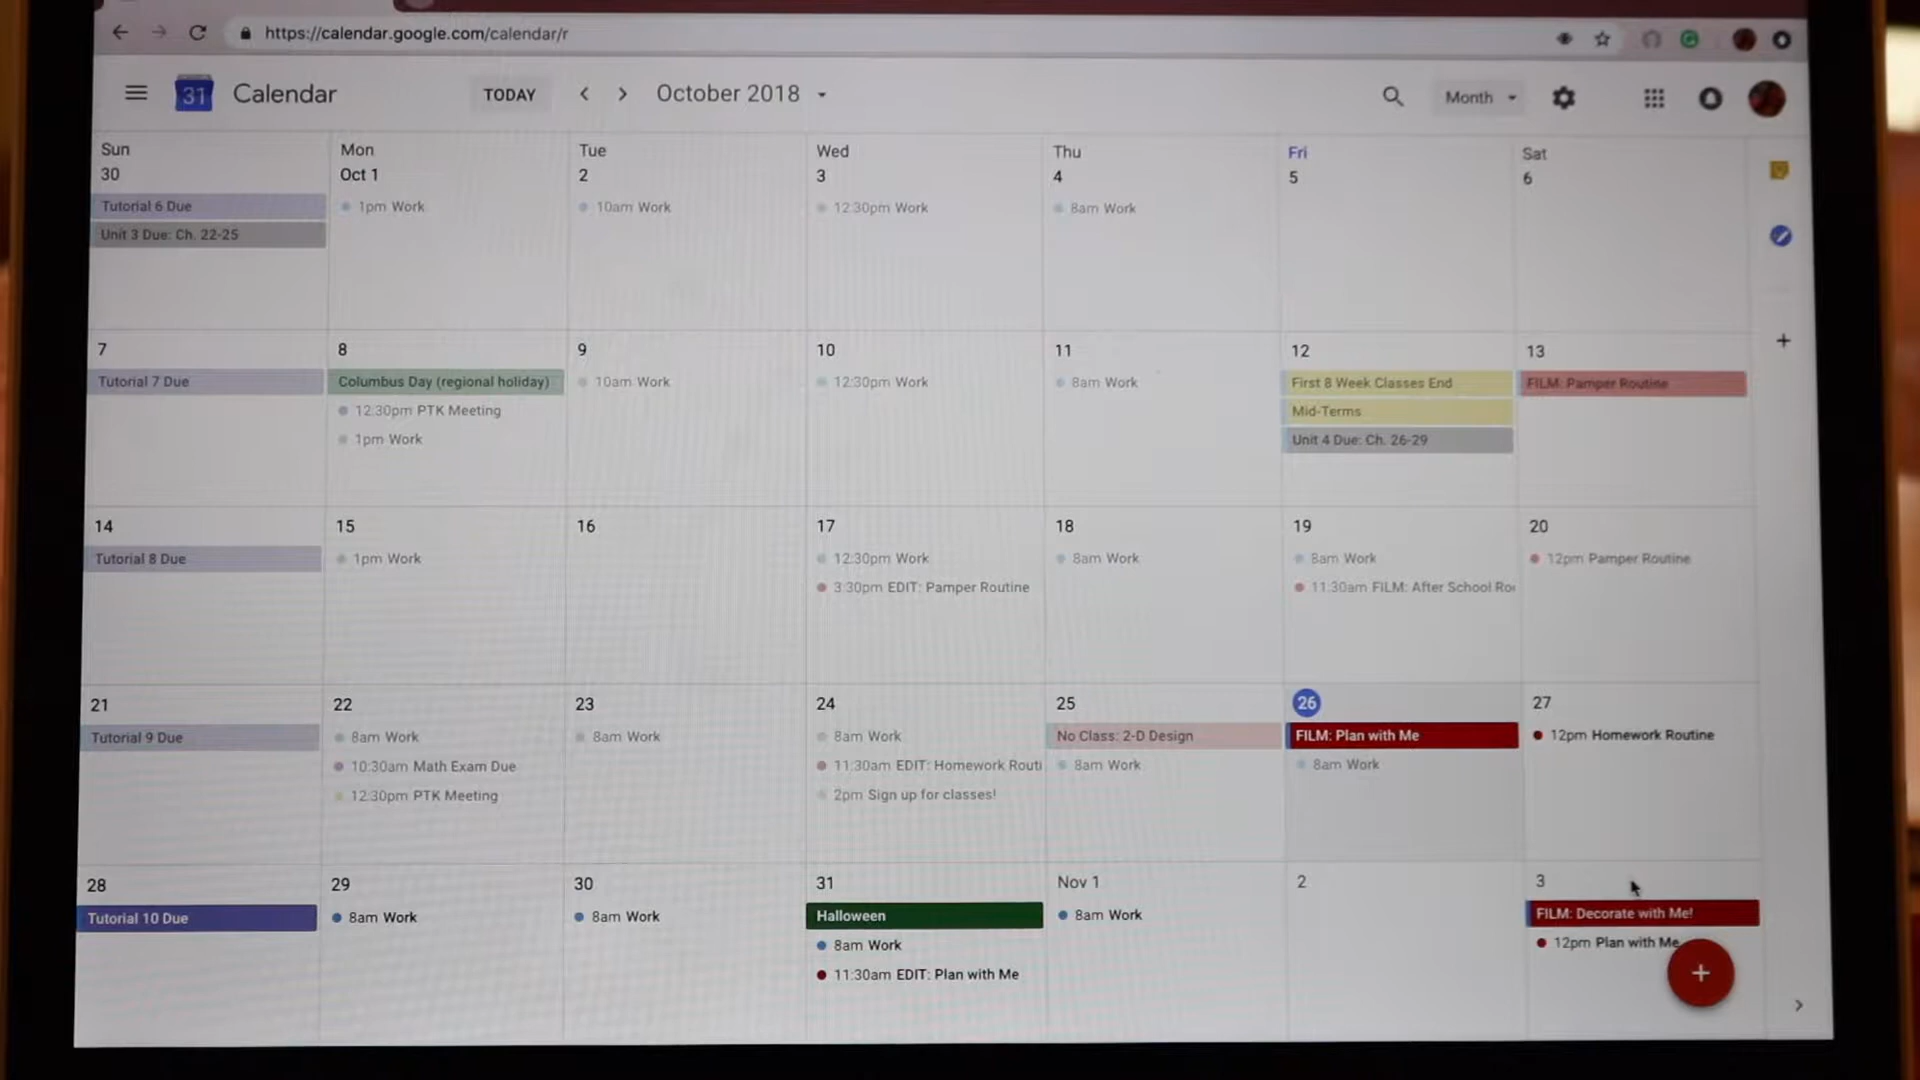 https://calendar.google.com/calendar/r
31 Calendar TODAY October 2018 Month
Sun Mon Tue Wed Thu Fri Sat
30 Oct 1 2 3 4 5 6
Tutorial 6 Due
Unit 3 Due: Ch. 22-25
1pm Work
10am Work
12:30pm Work
8am Work
7 8 9 10 11 12 13
Tutorial 7 Due
Columbus Day (regional holiday)
12:30pm PTK Meeting
1pm Work
10am Work
12:30pm Work
8am Work
First 8 Week Classes End
Mid-Terms
Unit 4 Due: Ch. 26-29
FILM: Pamper Routine
14 15 16 17 18 19 20
Tutorial 8 Due
1pm Work
12:30pm Work
3:30pm EDIT: Pamper Routine
8am Work
8am Work
11:30am FILM: After School Rou
12pm Pamper Routine
21 22 23 24 25 26 27
Tutorial 9 Due
8am Work
10:30am Math Exam Due
12:30pm PTK Meeting
8am Work
8am Work
11:30am EDIT: Homework Routi
2pm Sign up for classes!
No Class: 2-D Design
8am Work
FILM: Plan with Me
8am Work
12pm Homework Routine
28 29 30 31 Nov 1 2 3
Tutorial 10 Due
8am Work
8am Work
Halloween
8am Work
11:30am EDIT: Plan with Me
8am Work
FILM: Decorate with Me!
12pm Plan with Me